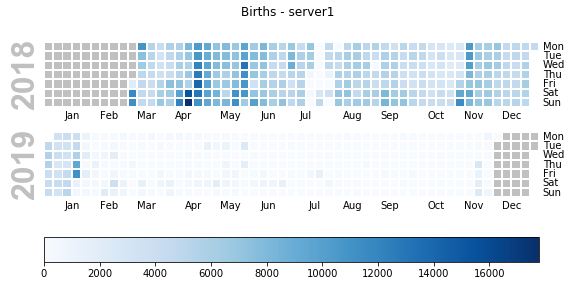 Births - server1
2018
Mon
Tue
Wed
Thu
Fri
Sat
Sun
Jan Feb Mar Apr May Jun Jul Aug Sep Oct Nov Dec
2019
Mon
Tue
Wed
Thu
Fri
Sat
Sun
Jan Feb Mar Apr May Jun Jul Aug Sep Oct Nov Dec
0 2000 4000 6000 8000 10000 12000 14000 16000